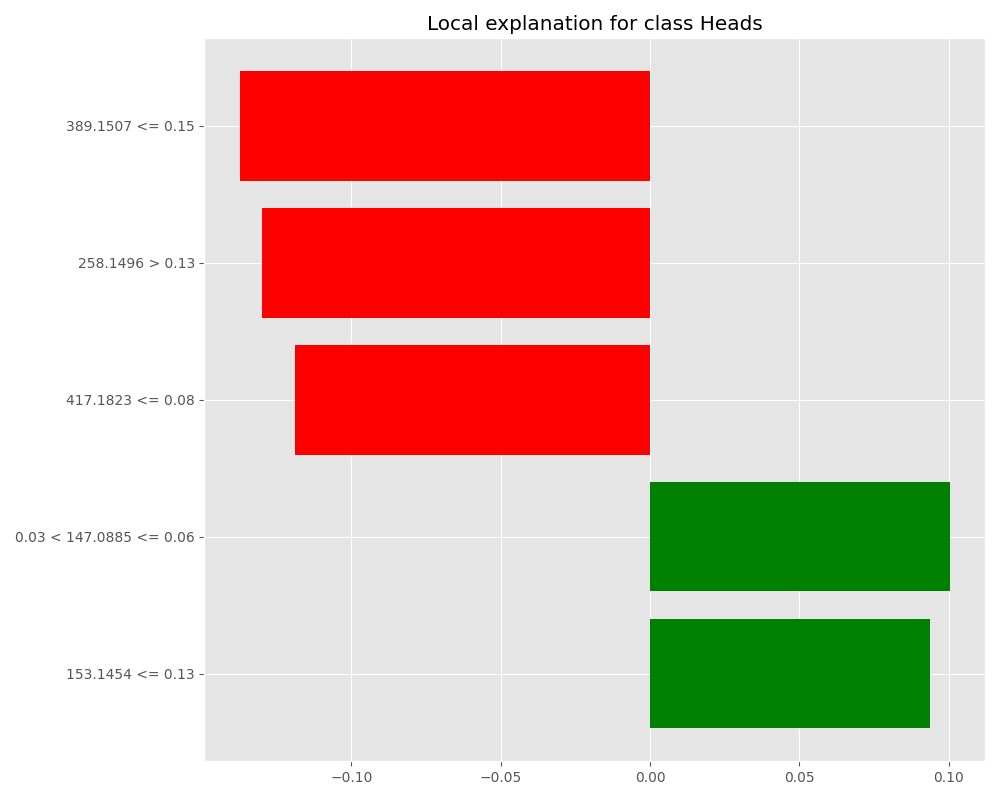 Local explanation for class Heads
389.1507 <= 0.15
258.1496 > 0.13
417.1823 <= 0.08
0.03 < 147.0885 <= 0.06
153.1454 <= 0.13
−0.10 −0.05 0.00 0.05 0.10